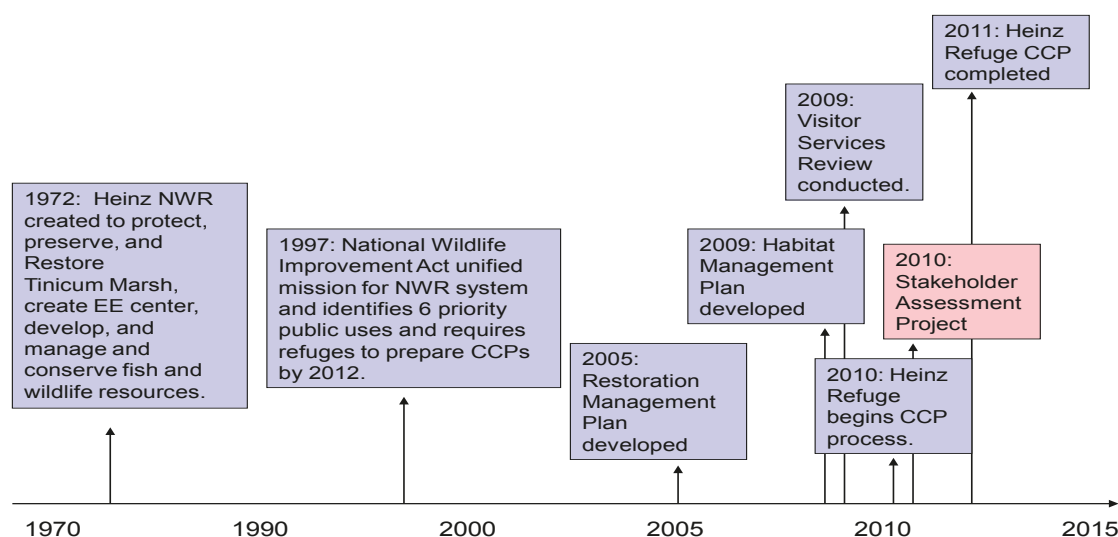 1972: Heinz NWR
created to protect,
preserve, and
Restore
Tinicum Marsh,
create EE center,
develop, and
manage and
conserve fish and
wildlife resources.
1997: National Wildlife
Improvement Act unified
mission for NWR system
and identifies 6 priority
public uses and requires
refuges to prepare CCPs
by 2012.
2005:
Restoration
Management
Plan
developed
2009: Habitat
Management
Plan
developed
2009:
Visitor
Services
Review
conducted.
2010: Heinz
Refuge
begins CCP
process.
2010:
Stakeholder
Assessment
Project
2011: Heinz
Refuge CCP
completed
1970 1990 2000 2005 2010 2015